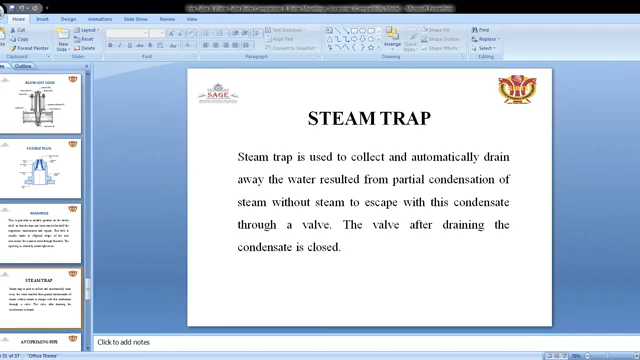 Home
Insert
Design
Animations
Slide Show
Review
View
Cut
Copy
Format Painter
Clipboard
New Slide
Layout
Reset
Delete
Slides
Font
Paragraph
Text Direction
Align Text
Convert to SmartArt
Drawing
Arrange
Quick Styles
Shape Fill
Shape Outline
Shape Effects
Find
Replace
Select
Editing
Outline
BLOW-OFF COCK
FUSIBLE PLUG
MANHOLE
STEAM TRAP
ANTIPRIMING PIPE
SAGE
STEAM TRAP
Steam trap is used to collect and automatically drain
away the water resulted from partial condensation of
steam without steam to escape with this condensate
through a valve. The valve after draining the
condensate is closed.
Click to add notes
31 of 37
"Office Theme"